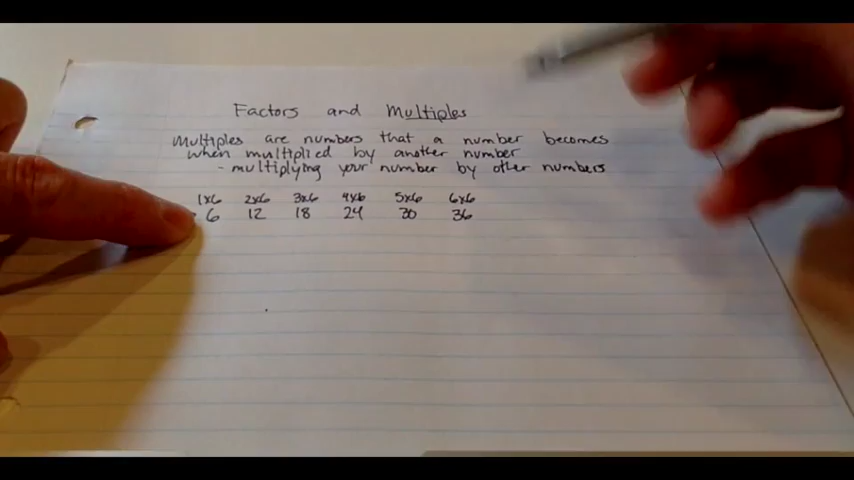 Factors and Multiples
Multiples are numbers that a number becomes
when multiplied by another number
- multiplying your number by other numbers
1x6 2x6 3x6 4x6 5x6 6x6
6 12 18 24 30 36